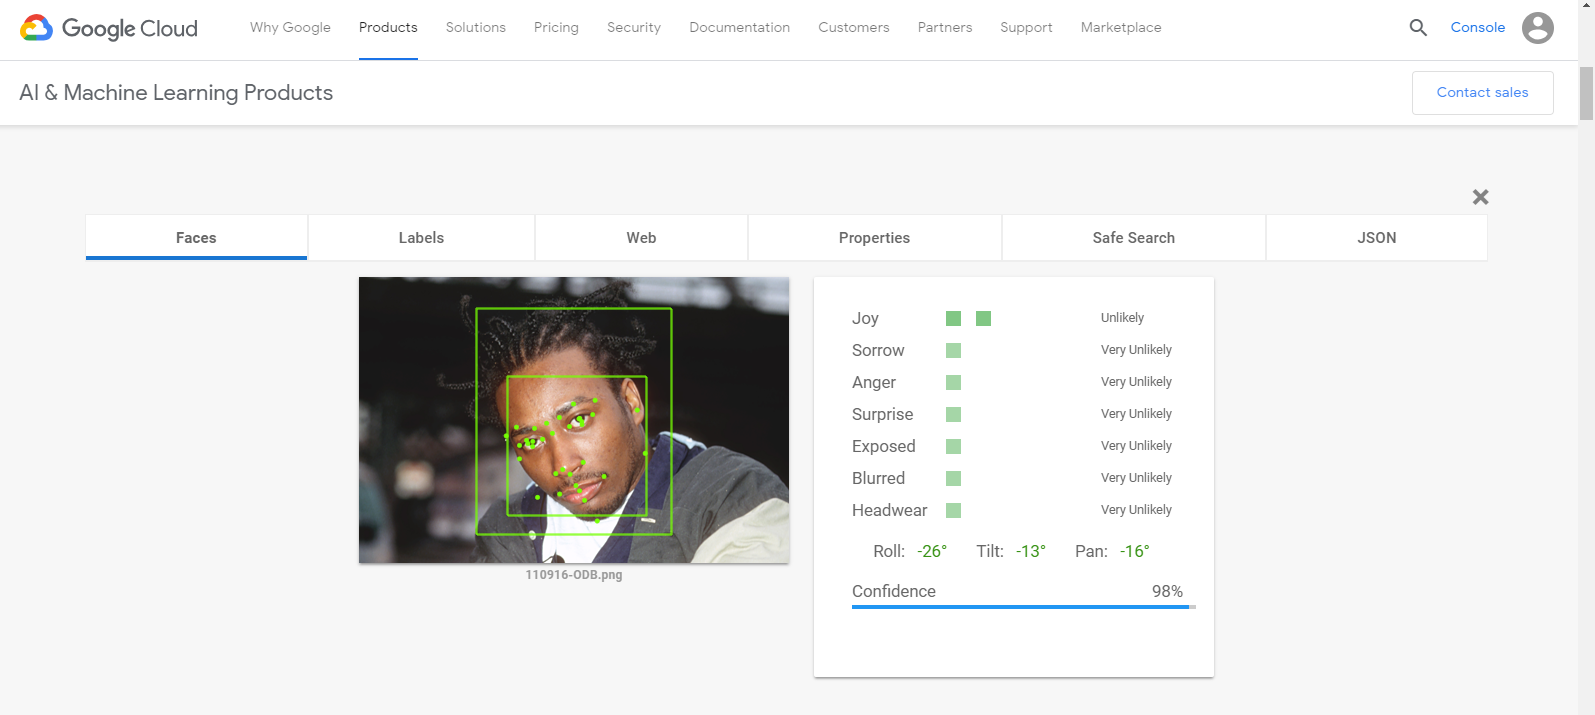 Google Cloud Why Google Products Solutions Pricing Security Documentation Customers Partners Support Marketplace Console
AI & Machine Learning Products Contact sales
Faces Labels Web Properties Safe Search JSON
Joy Unlikely
Sorrow Very Unlikely
Anger Very Unlikely
Surprise Very Unlikely
Exposed Very Unlikely
Blurred Very Unlikely
Headwear Very Unlikely
Roll: -26° Tilt: -13° Pan: -16°
110916-ODB.png
Confidence 98%